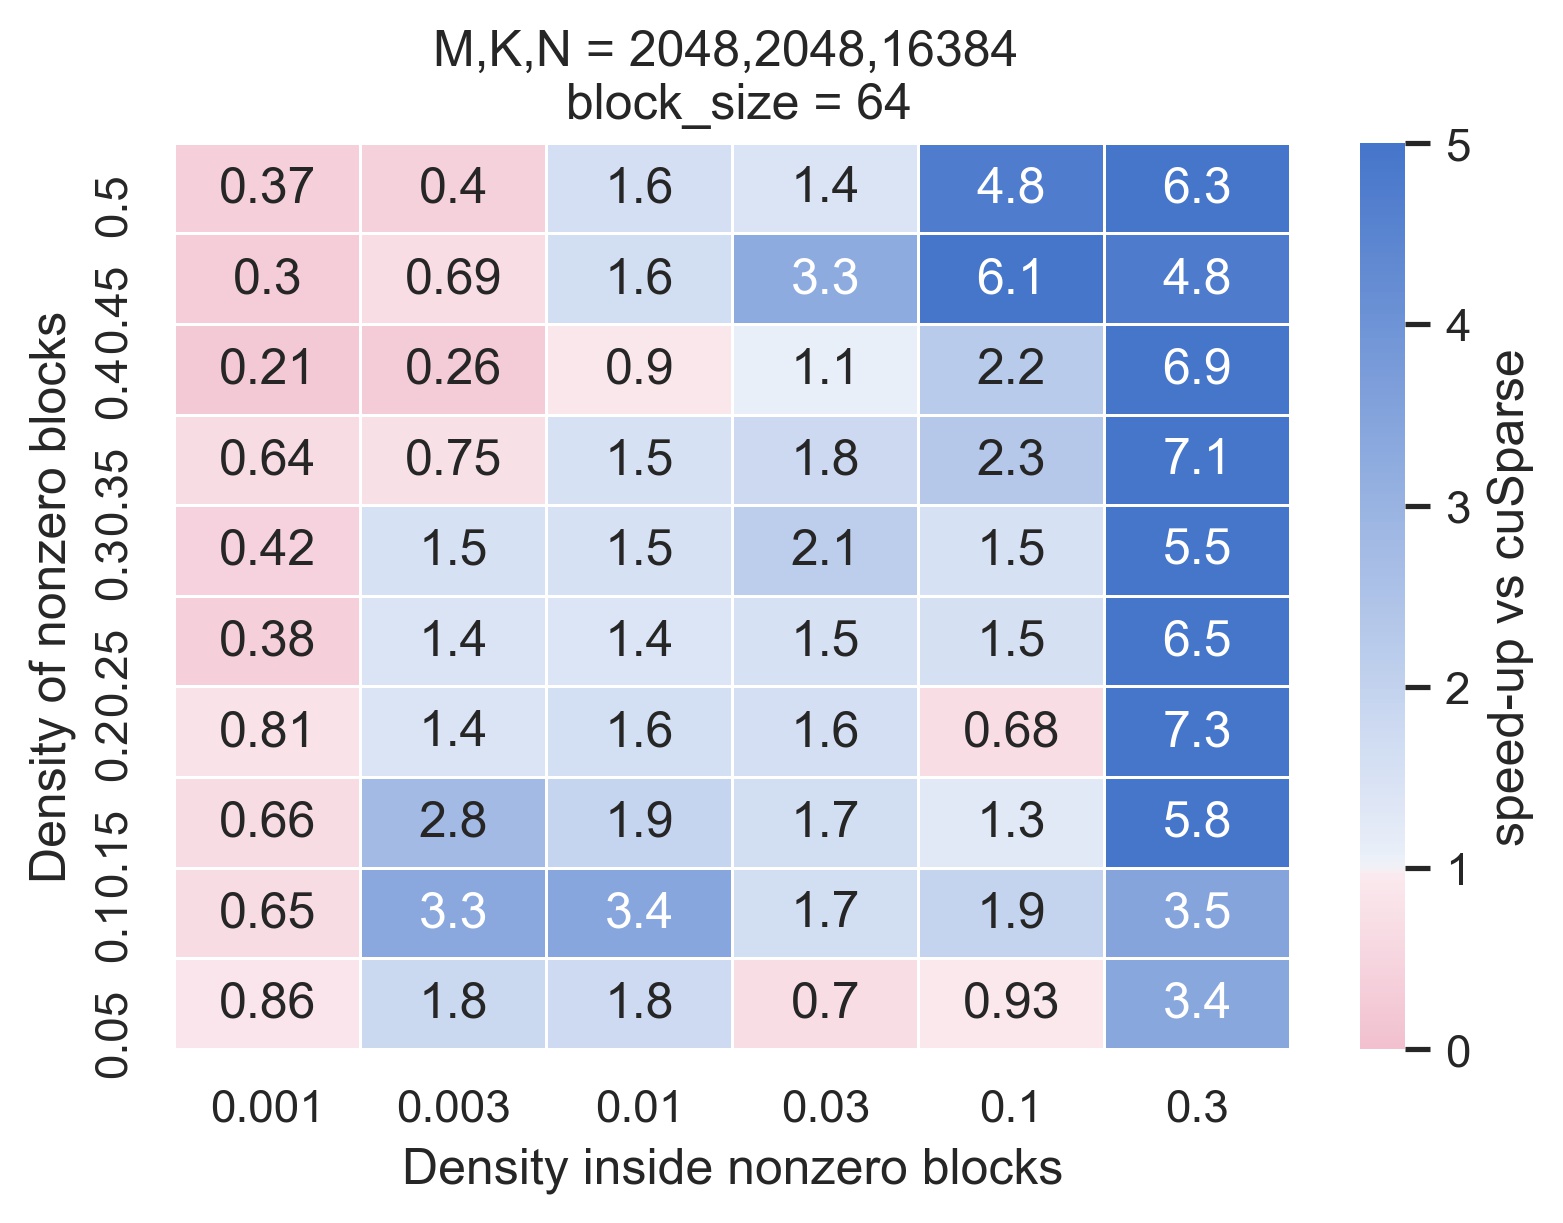 M,K,N = 2048,2048,16384
block_size = 64
Density of nonzero blocks
0.5 0.37 0.4 1.6 1.4 4.8 6.3
0.45 0.3 0.69 1.6 3.3 6.1 4.8
0.4 0.21 0.26 0.9 1.1 2.2 6.9
0.35 0.64 0.75 1.5 1.8 2.3 7.1
0.30 0.42 1.5 1.5 2.1 1.5 5.5
0.25 0.38 1.4 1.4 1.5 1.5 6.5
0.20 0.81 1.4 1.6 1.6 0.68 7.3
0.15 0.66 2.8 1.9 1.7 1.3 5.8
0.10 0.65 3.3 3.4 1.7 1.9 3.5
0.05 0.86 1.8 1.8 0.7 0.93 3.4
0.001 0.003 0.01 0.03 0.1 0.3
Density inside nonzero blocks
5
4
3
2
1
0
speed-up vs cuSparse